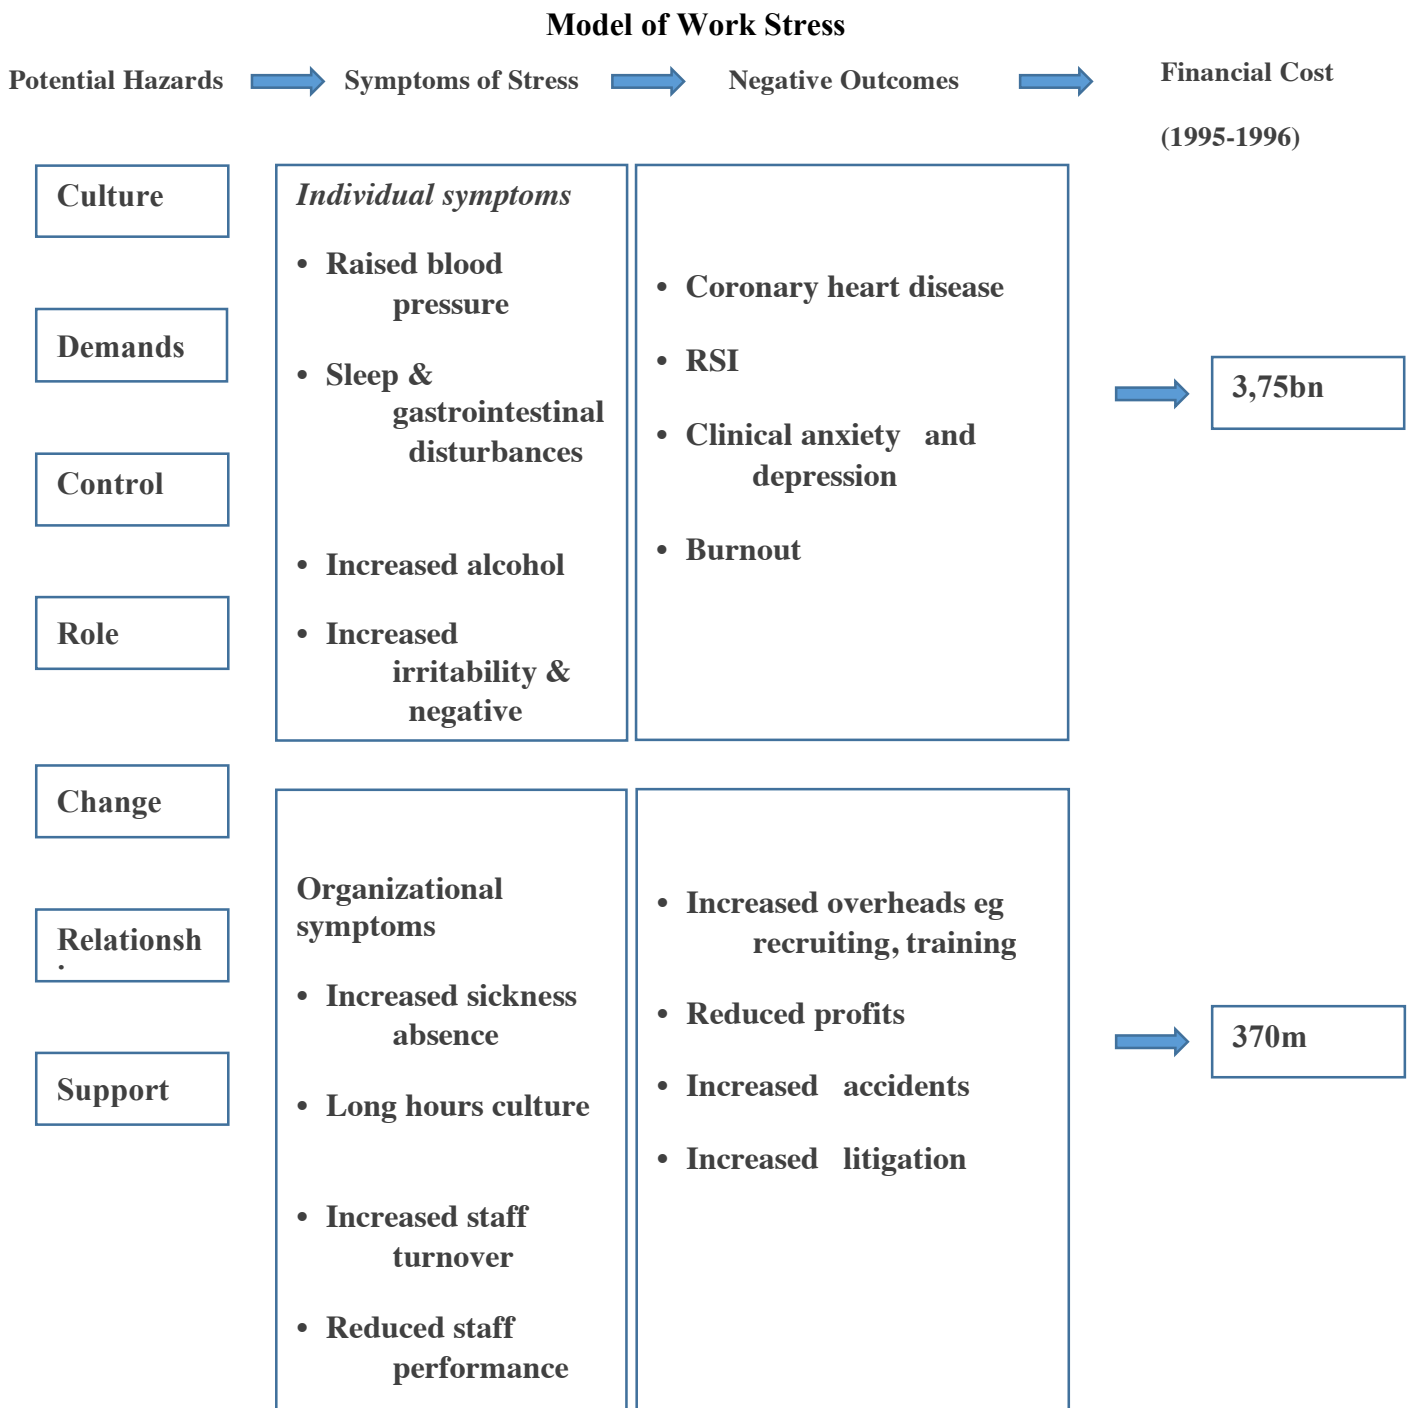 Model of Work Stress
Potential Hazards
Symptoms of Stress
Negative Outcomes
Financial Cost
(1995-1996)
Culture
Demands
Control
Role
Change
Relationsh
Support
Individual symptoms
• Raised blood
pressure
• Sleep &
gastrointestinal
disturbances
• Increased alcohol
• Increased
irritability &
negative
• Coronary heart disease
• RSI
• Clinical anxiety and
depression
• Burnout
3,75bn
Organizational
symptoms
• Increased sickness
absence
• Long hours culture
• Increased staff
turnover
• Reduced staff
performance
• Increased overheads eg
recruiting, training
• Reduced profits
• Increased accidents
• Increased litigation
370m